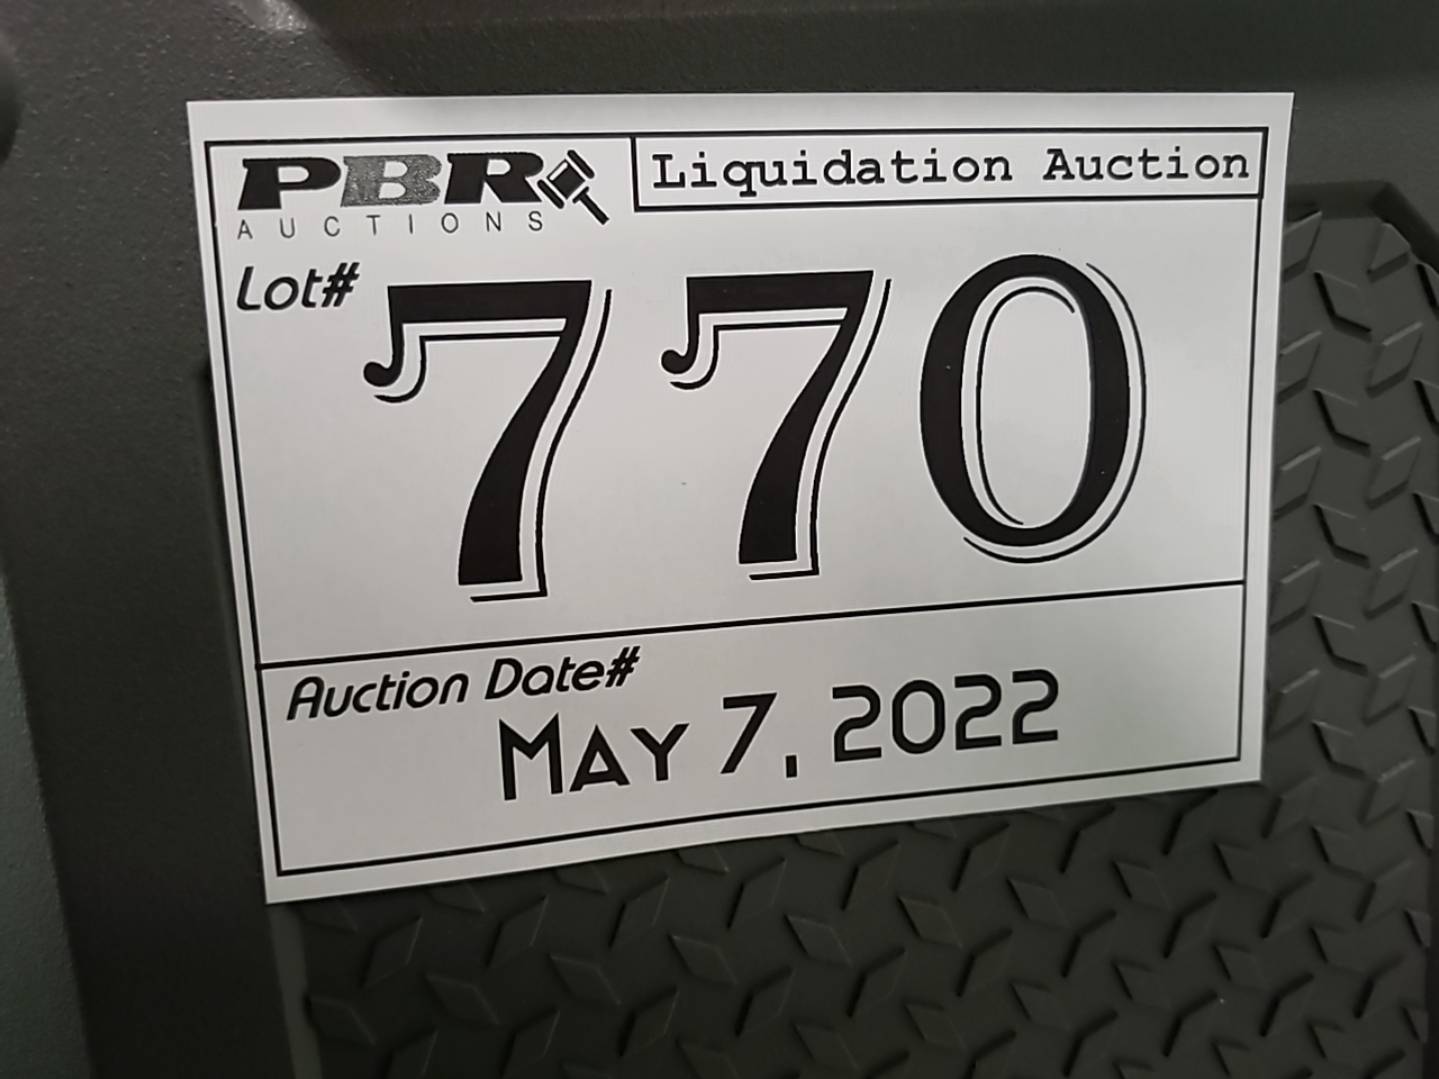 PBR
AUCTIONS
Liquidation Auction
Lot#
770
Auction Date#
May 7, 2022